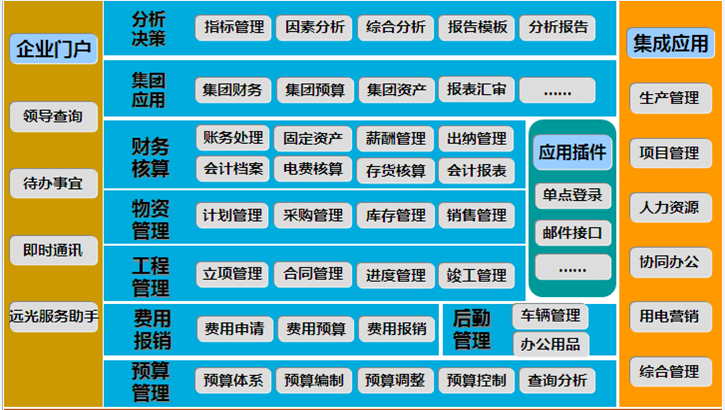 企业门户
领导查询
待办事宜
即时通讯
远光服务助手
分析
决策
指标管理 因素分析 综合分析 报告模板 分析报告
集团
应用
集团财务 集团预算 集团资产 报表汇审 ……
财务
核算
账务处理 固定资产 薪酬管理 出纳管理
会计档案 电费核算 存货核算 会计报表
物资
管理
计划管理 采购管理 库存管理 销售管理
工程
管理
立项管理 合同管理 进度管理 竣工管理
应用插件
单点登录
邮件接口
……
费用
报销
费用申请 费用预算 费用报销
后勤
管理
车辆管理
办公用品
预算
管理
预算体系 预算编制 预算调整 预算控制 查询分析
集成应用
生产管理
项目管理
人力资源
协同办公
用电营销
综合管理